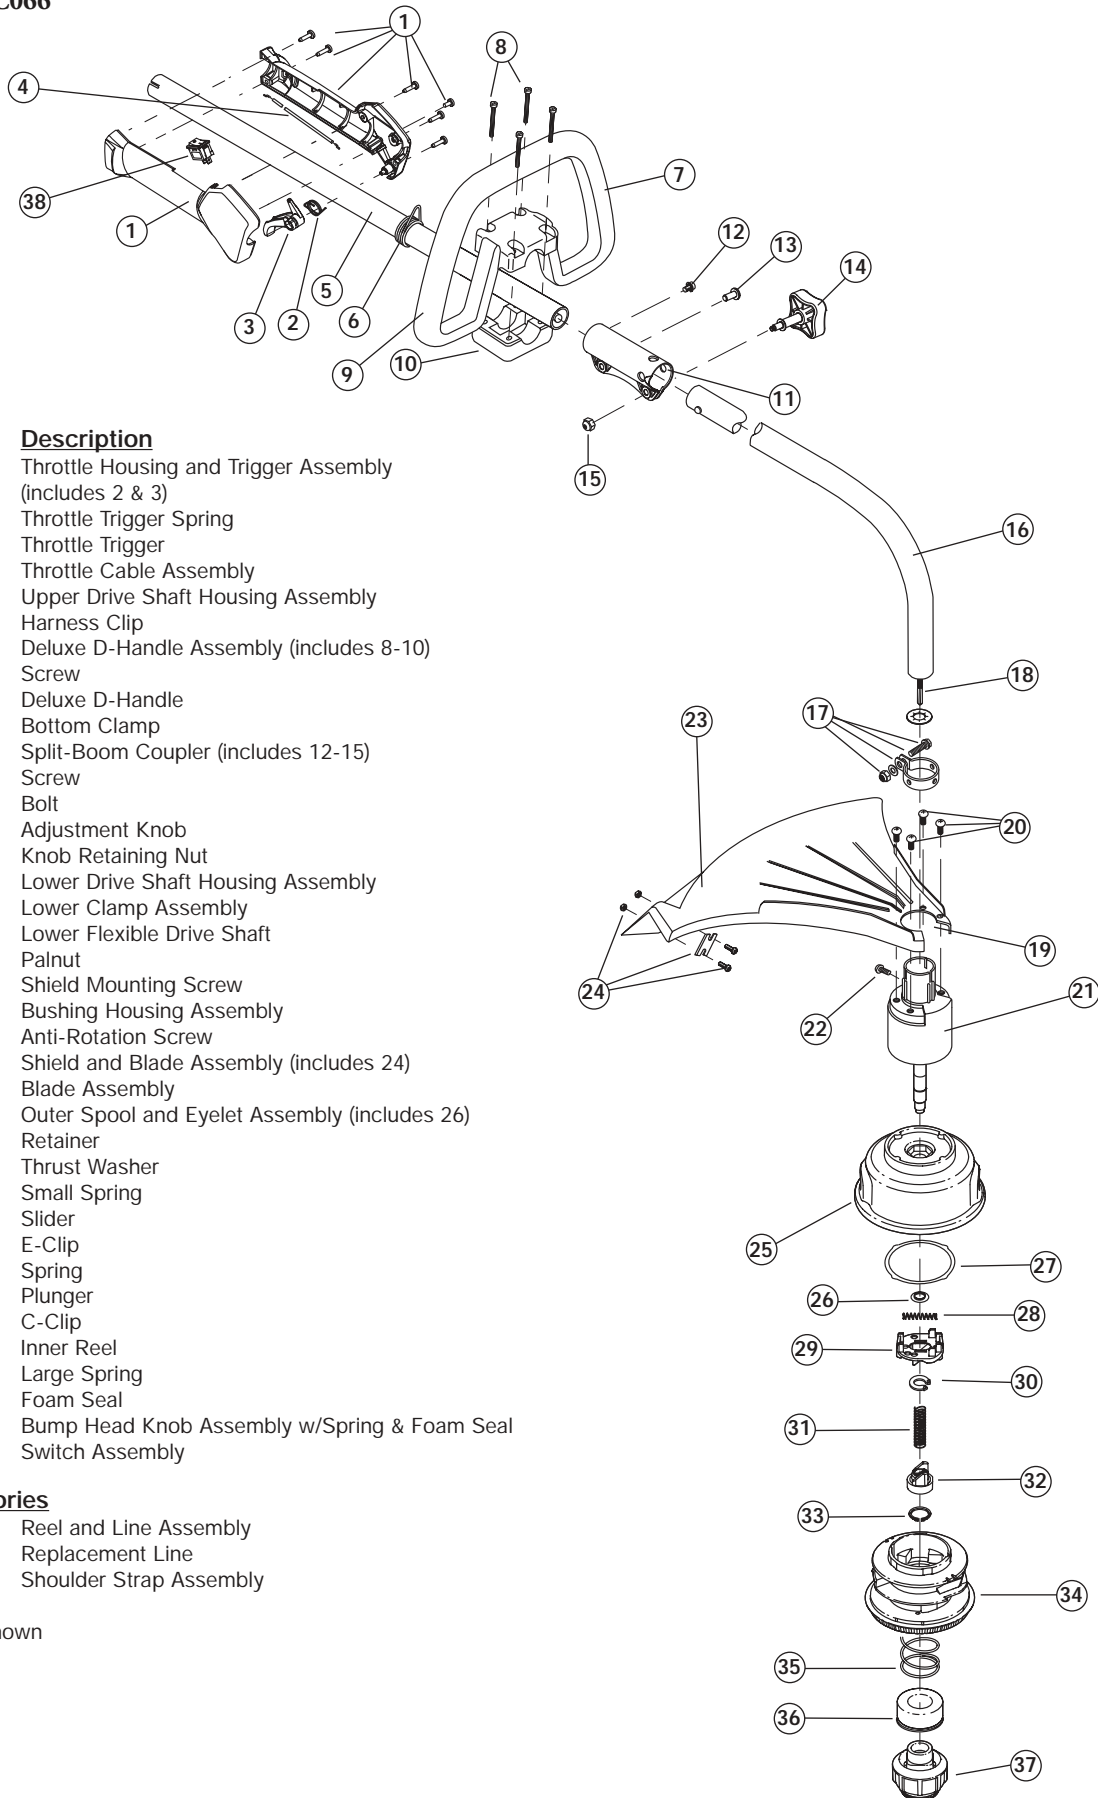 C066
1
8
4
7
38
1
12
13
14
3
2
5
6
9
10
11
15
16
18
17
23
20
19
24
22
21
25
27
26
28
29
30
31
32
33
34
35
36
37
Description
Throttle Housing and Trigger Assembly
(includes 2 & 3)
Throttle Trigger Spring
Throttle Trigger
Throttle Cable Assembly
Upper Drive Shaft Housing Assembly
Harness Clip
Deluxe D-Handle Assembly (includes 8-10)
Screw
Deluxe D-Handle
Bottom Clamp
Split-Boom Coupler (includes 12-15)
Screw
Bolt
Adjustment Knob
Knob Retaining Nut
Lower Drive Shaft Housing Assembly
Lower Clamp Assembly
Lower Flexible Drive Shaft
Palnut
Shield Mounting Screw
Bushing Housing Assembly
Anti-Rotation Screw
Shield and Blade Assembly (includes 24)
Blade Assembly
Outer Spool and Eyelet Assembly (includes 26)
Retainer
Thrust Washer
Small Spring
Slider
E-Clip
Spring
Plunger
C-Clip
Inner Reel
Large Spring
Foam Seal
Bump Head Knob Assembly w/Spring & Foam Seal
Switch Assembly
ories
Reel and Line Assembly
Replacement Line
Shoulder Strap Assembly
own